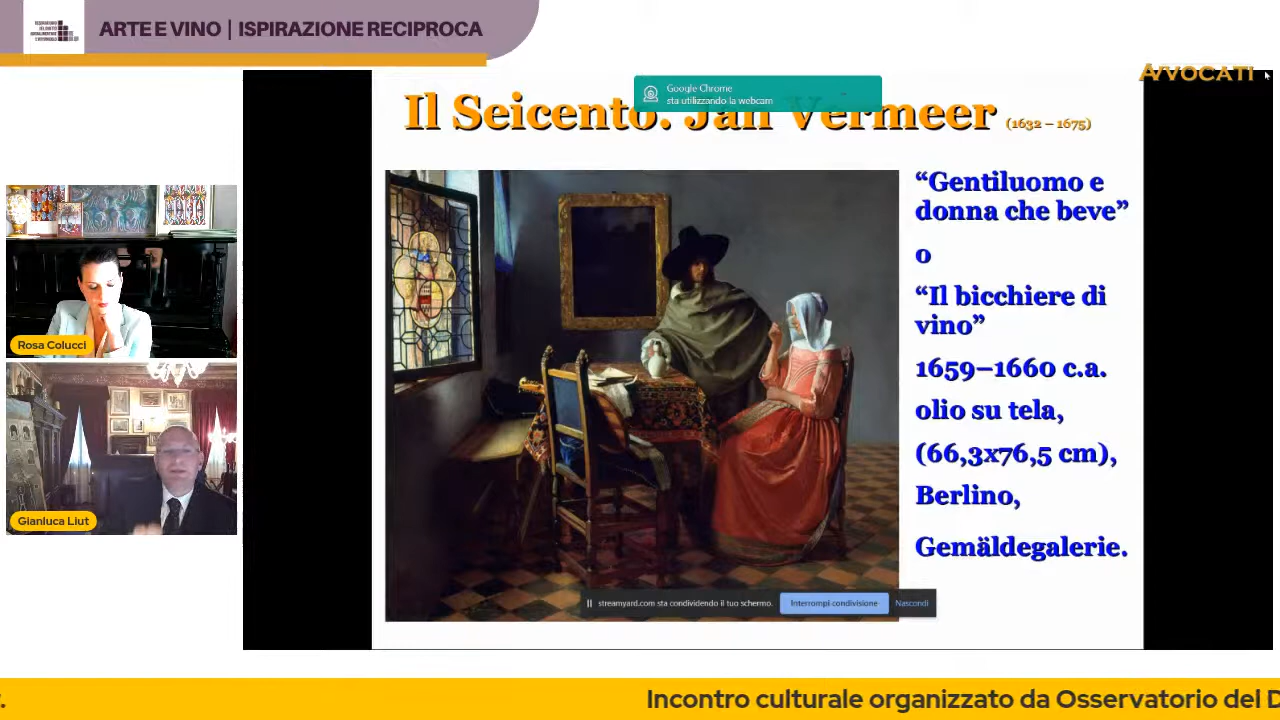 ARTE E VINO | ISPIRAZIONE RECIPROCA
AVVOCATI
Google Chrome
sta utilizzando la webcam
Il Seicento. Jan Vermeer (1632 – 1675)
“Gentiluomo e
donna che beve”
o
“Il bicchiere di
vino”
1659–1660 c.a.
olio su tela,
(66,3x76,5 cm),
Berlino,
Gemäldegalerie.
Rosa Colucci
Gianluca Liut
streamyard.com sta condividendo il tuo schermo.
Interrompi condivisione
Nascondi
Incontro culturale organizzato da Osservatorio del D